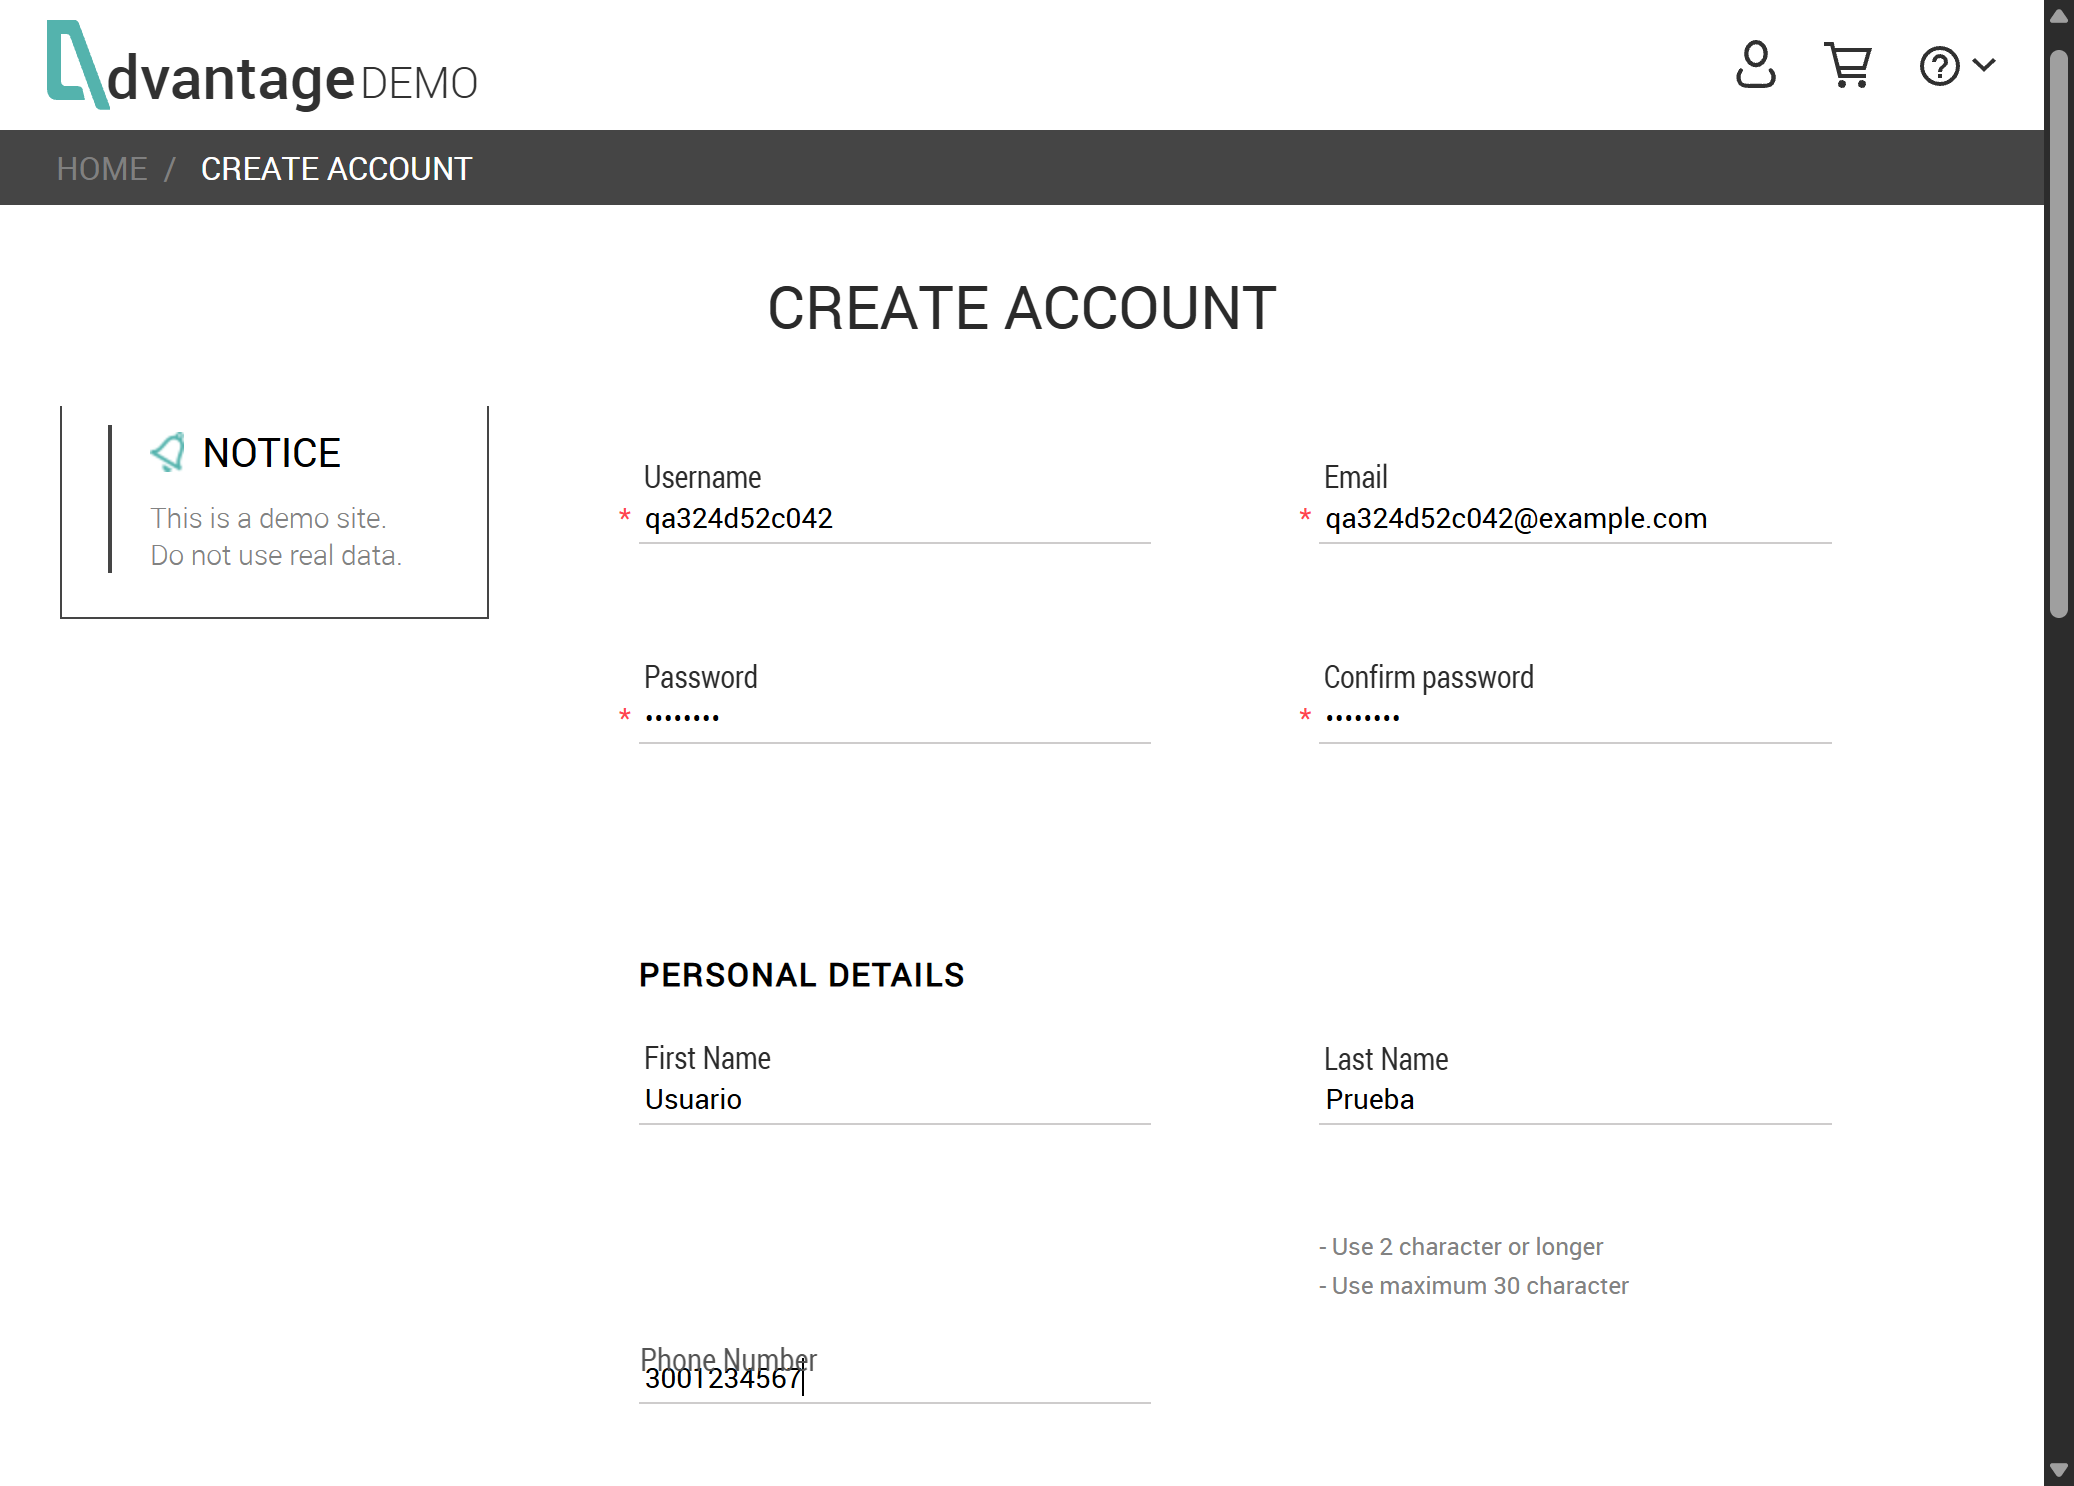 dvantage DEMO
HOME / CREATE ACCOUNT
CREATE ACCOUNT
NOTICE
This is a demo site.
Do not use real data.
Username
* qa324d52c042
Email
* qa324d52c042@example.com
Password
* ••••••••
Confirm password
* ••••••••
PERSONAL DETAILS
First Name
Usuario
Last Name
Prueba
- Use 2 character or longer
- Use maximum 30 character
Phone Number
3001234567